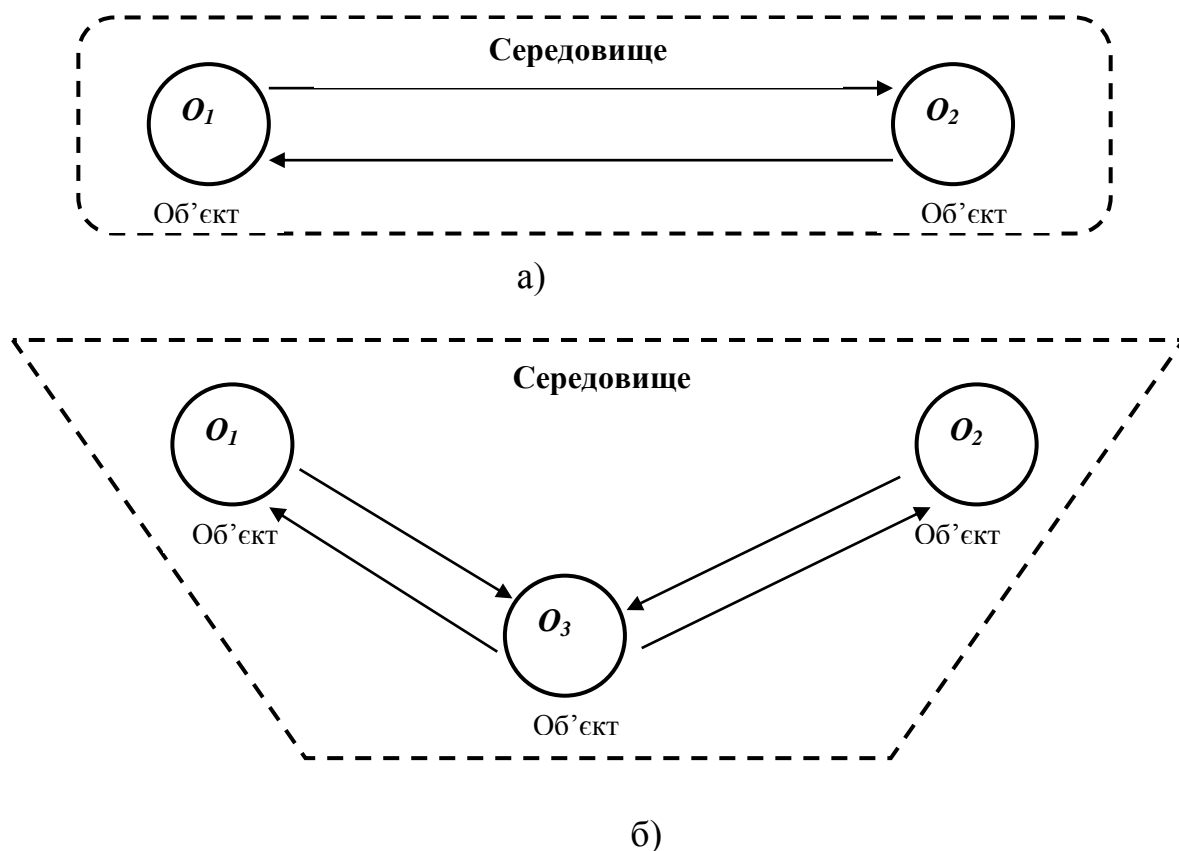 Середовище
O1
O2
Об’єкт
Об’єкт
а)
Середовище
O1
O2
Об’єкт
Об’єкт
O3
Об’єкт
б)